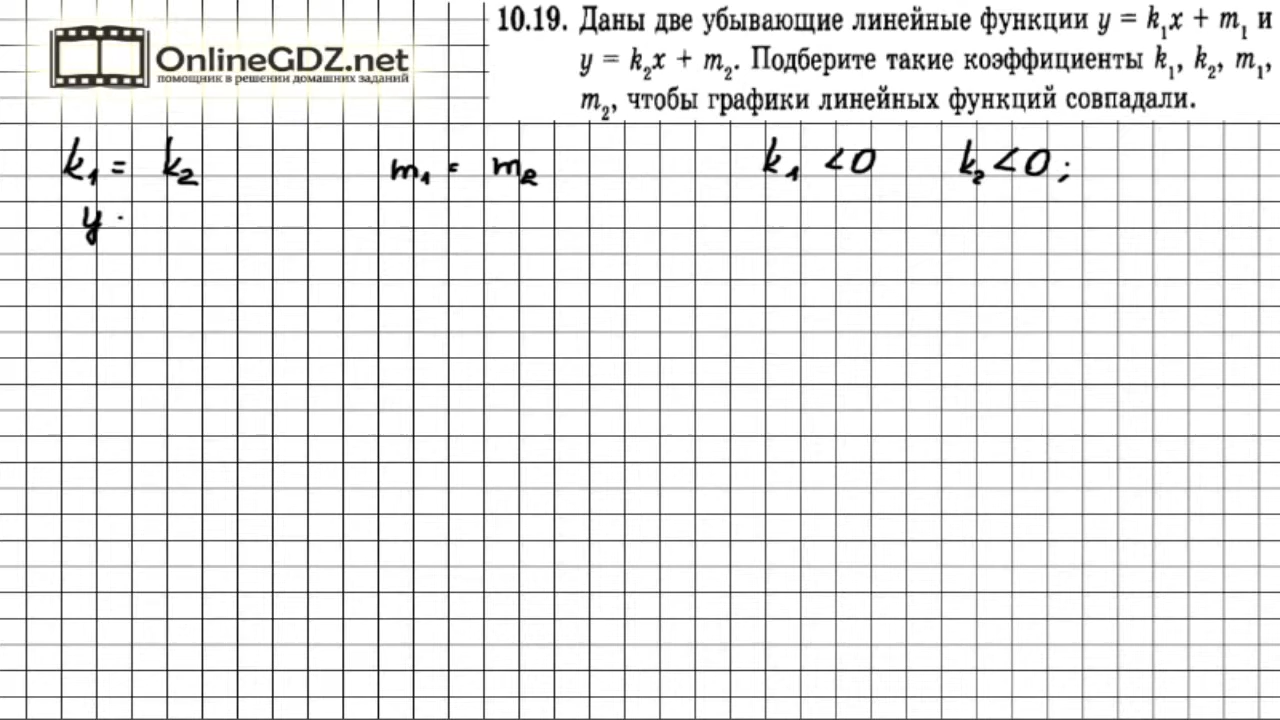 OnlineGDZ.net
помощник в решении домашних заданий
10.19. Даны две убывающие линейные функции y = k₁x + m₁ и
y = k₂x + m₂. Подберите такие коэффициенты k₁, k₂, m₁,
m₂, чтобы графики линейных функций совпадали.
k₁ = k₂ m₁ = m₂ k₁ < 0 k₂ < 0 ;
y